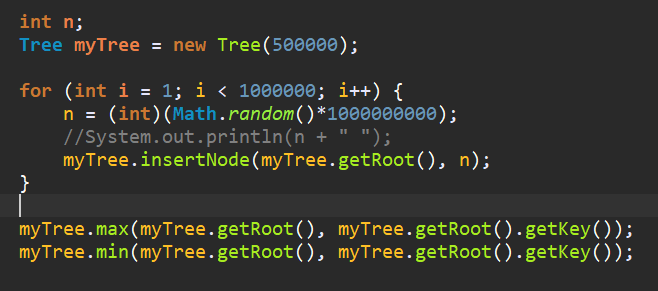 int n;
Tree myTree = new Tree(500000);
for (int i = 1; i < 1000000; i++) {
n = (int)(Math.random()*1000000000);
//System.out.println(n + " ");
myTree.insertNode(myTree.getRoot(), n);
}
myTree.max(myTree.getRoot(), myTree.getRoot().getKey());
myTree.min(myTree.getRoot(), myTree.getRoot().getKey());